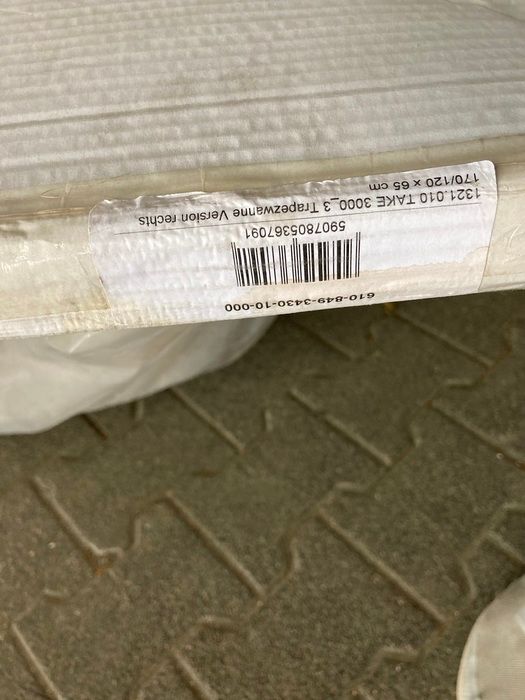 610-849-3430-10-000
5907805367091
1321.010 TAKE 3000_3 Trapezwanne Version rechts
170/120 x 65 cm